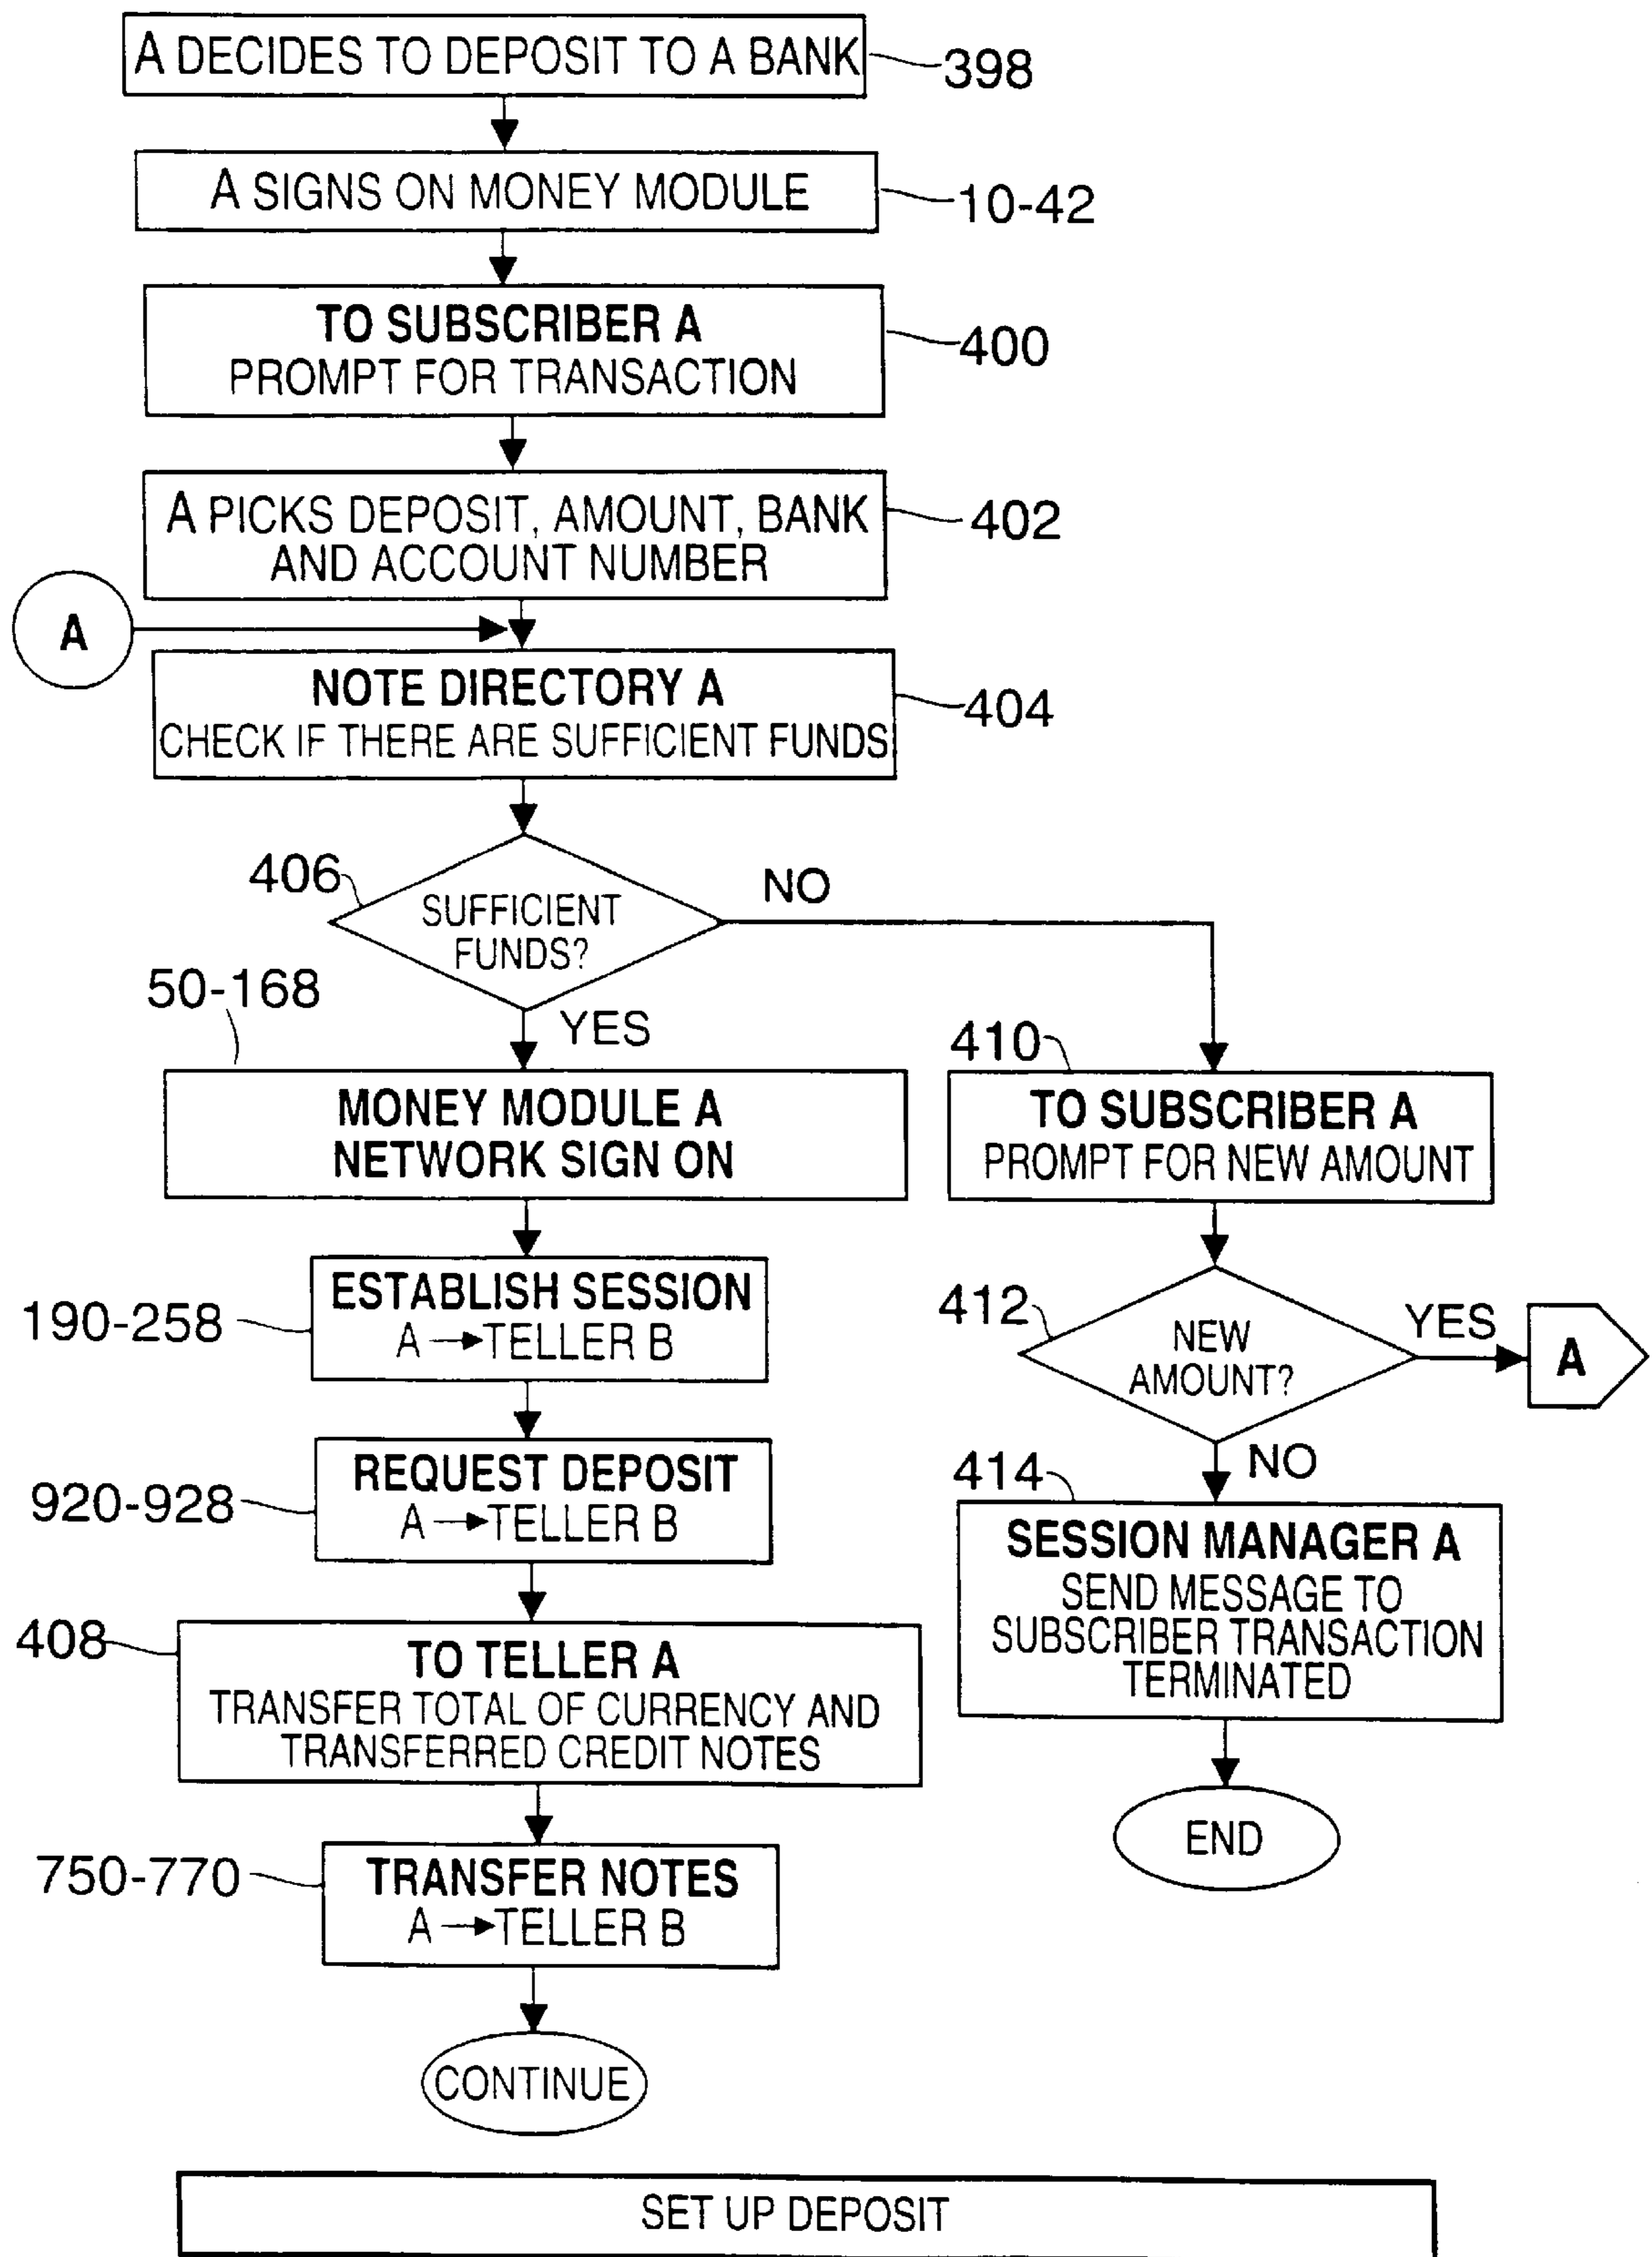 A DECIDES TO DEPOSIT TO A BANK
398
A SIGNS ON MONEY MODULE
10-42
TO SUBSCRIBER A
PROMPT FOR TRANSACTION
400
A PICKS DEPOSIT, AMOUNT, BANK
AND ACCOUNT NUMBER
402
A
NOTE DIRECTORY A
CHECK IF THERE ARE SUFFICIENT FUNDS
404
406
SUFFICIENT
FUNDS?
NO
YES
50-168
MONEY MODULE A
NETWORK SIGN ON
410
TO SUBSCRIBER A
PROMPT FOR NEW AMOUNT
190-258
ESTABLISH SESSION
A → TELLER B
412
NEW
AMOUNT?
YES
A
NO
920-928
REQUEST DEPOSIT
A → TELLER B
414
SESSION MANAGER A
SEND MESSAGE TO
SUBSCRIBER TRANSACTION
TERMINATED
408
TO TELLER A
TRANSFER TOTAL OF CURRENCY AND
TRANSFERRED CREDIT NOTES
END
750-770
TRANSFER NOTES
A → TELLER B
CONTINUE
SET UP DEPOSIT